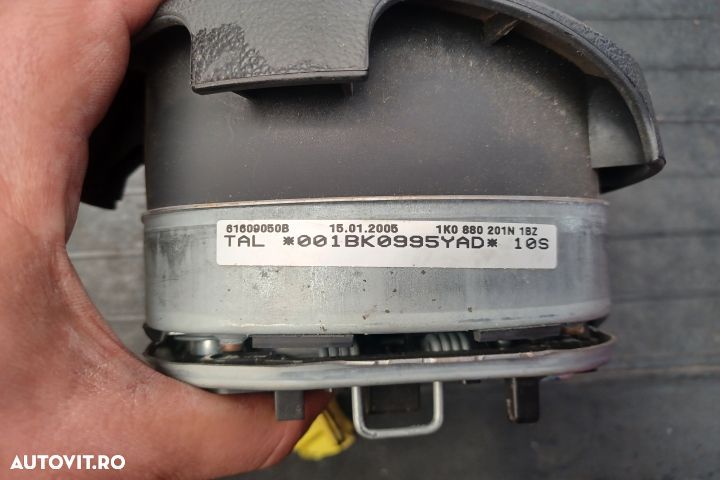 61609050B 15.01.2005 1K0 880 201N 1BZ
TAL *001BK0995YAD* 10S
AUTOVIT.RO